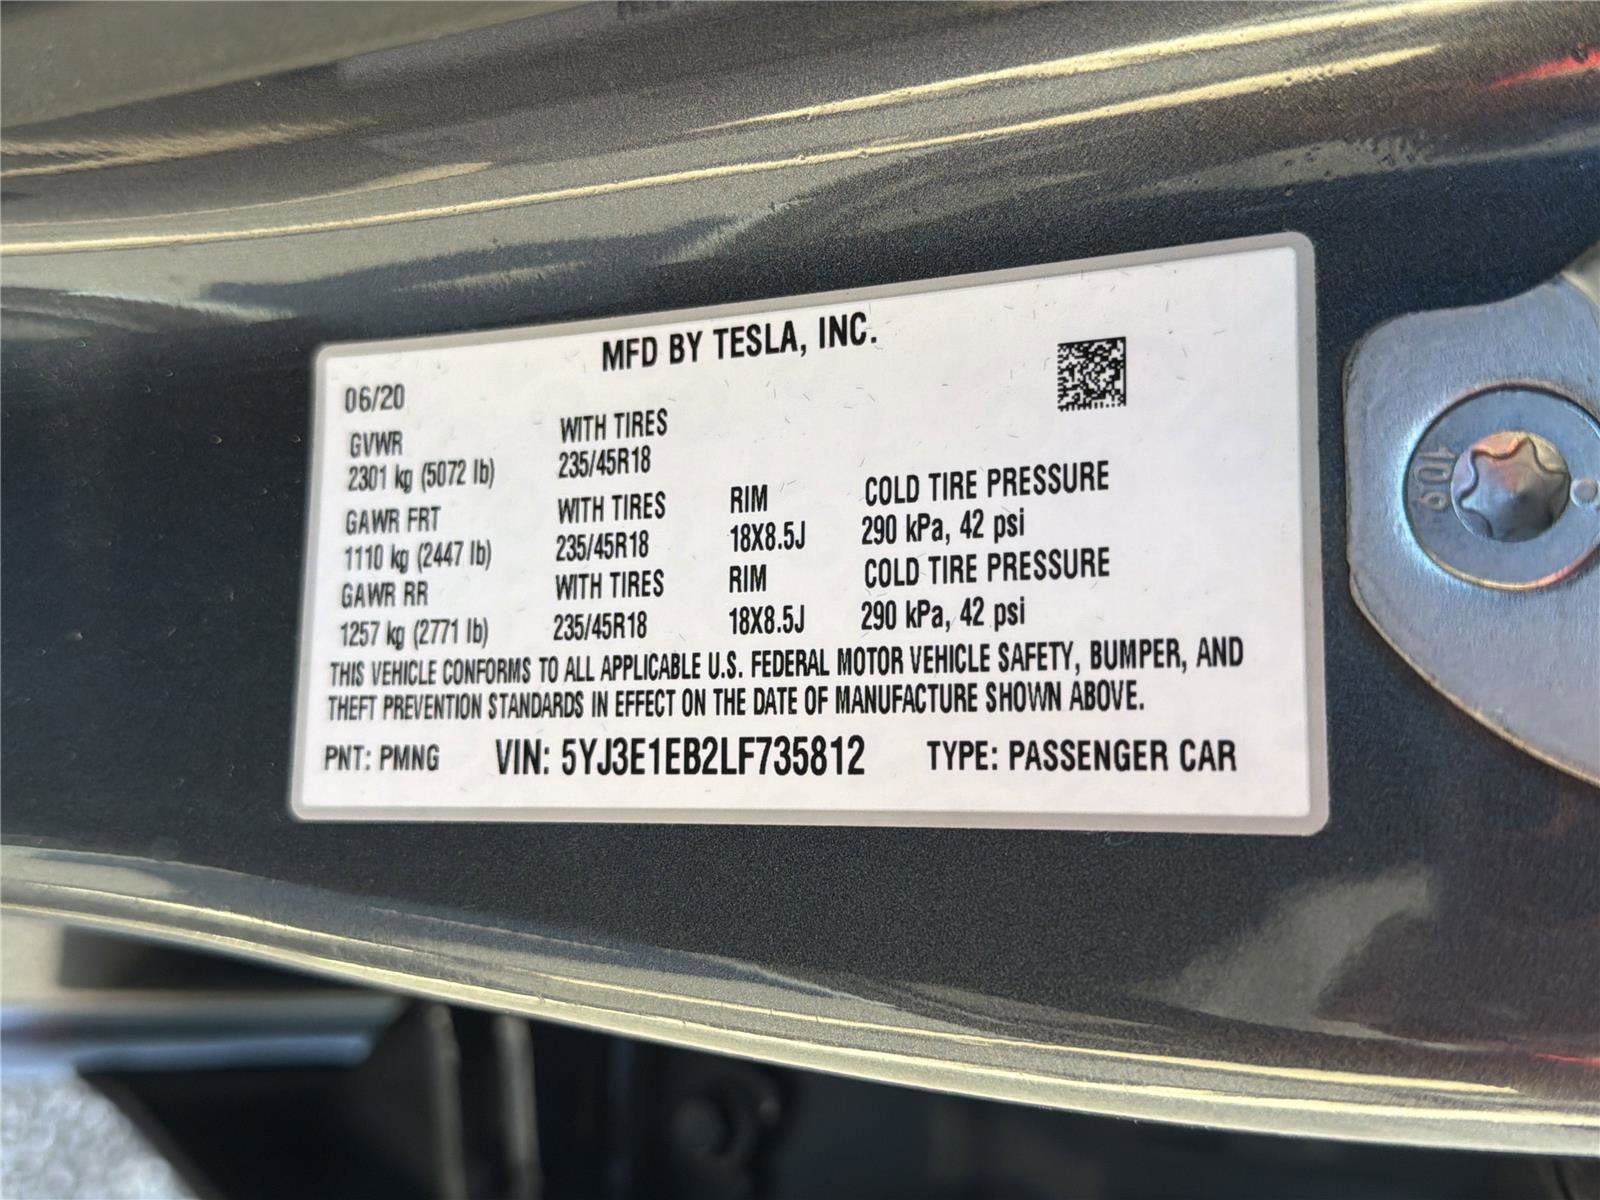 MFD BY TESLA, INC.
06/20
GVWR WITH TIRES
2301 kg (5072 lb) 235/45R18
GAWR FRT WITH TIRES RIM COLD TIRE PRESSURE
1110 kg (2447 lb) 235/45R18 18X8.5J 290 kPa, 42 psi
GAWR RR WITH TIRES RIM COLD TIRE PRESSURE
1257 kg (2771 lb) 235/45R18 18X8.5J 290 kPa, 42 psi
THIS VEHICLE CONFORMS TO ALL APPLICABLE U.S. FEDERAL MOTOR VEHICLE SAFETY, BUMPER, AND
THEFT PREVENTION STANDARDS IN EFFECT ON THE DATE OF MANUFACTURE SHOWN ABOVE.
PNT: PMNG VIN: 5YJ3E1EB2LF735812 TYPE: PASSENGER CAR
10.9